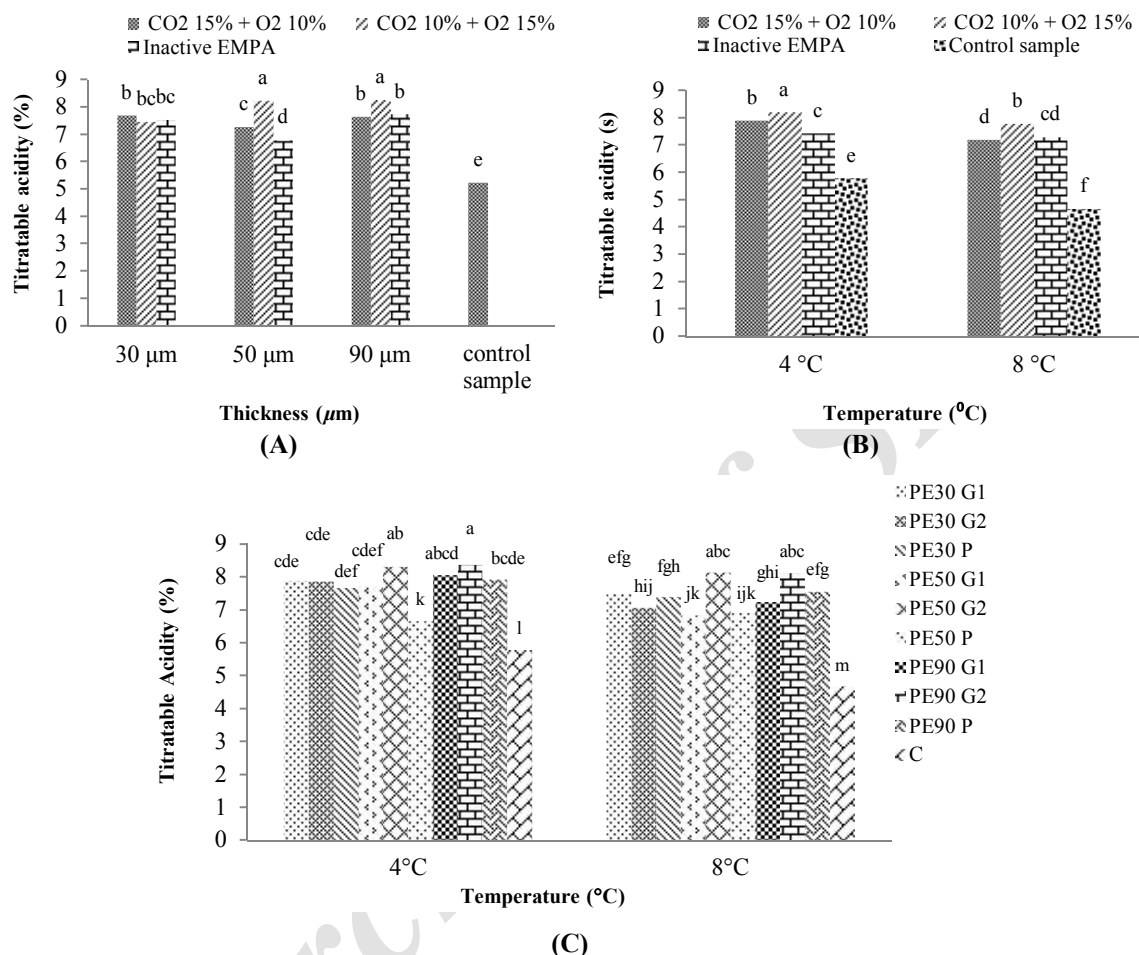 CO2 15% + O2 10%
CO2 10% + O2 15%
Inactive EMPA
Titratable acidity (%)
9
8
7
6
5
4
3
2
1
0
b
bc
bc
c
a
d
b
a
b
e
30 µm
50 µm
90 µm
control
sample
Thickness (µm)
(A)
CO2 15% + O2 10%
CO2 10% + O2 15%
Inactive EMPA
Control sample
Titratable acidity (s)
9
8
7
6
5
4
3
2
1
0
b
a
c
e
d
b
cd
f
4 °C
8 °C
Temperature (⁰C)
(B)
Titratable Acidity (%)
9
8
7
6
5
4
3
2
1
0
cde
cde
def
cdef
ab
k
abcd
a
bcde
l
efg
hij
fgh
jk
abc
ijk
ghi
abc
efg
m
4°C
8°C
Temperature (°C)
PE30 G1
PE30 G2
PE30 P
PE50 G1
PE50 G2
PE50 P
PE90 G1
PE90 G2
PE90 P
C
(C)